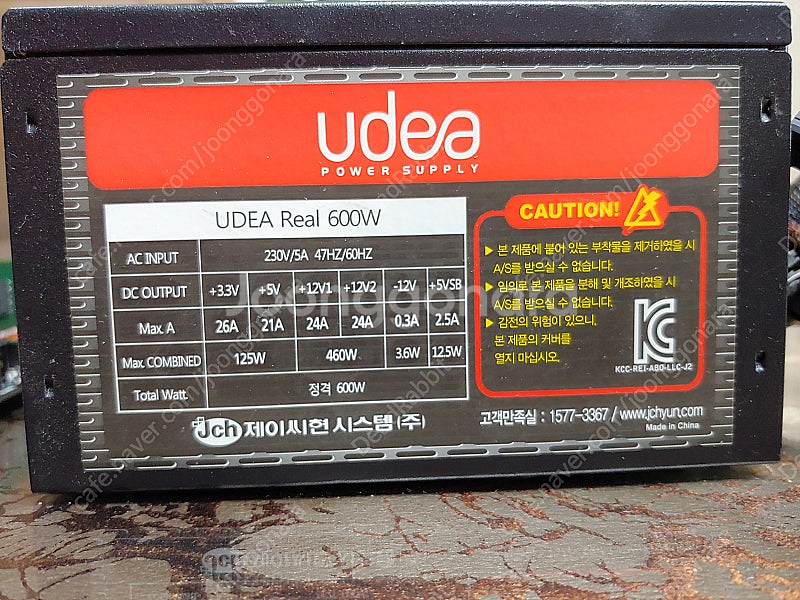 udea
POWER SUPPLY
UDEA Real 600W
AC INPUT 230V/5A 47HZ/60HZ
DC OUTPUT +3.3V +5V +12V1 +12V2 -12V +5VSB
Max. A 26A 21A 24A 24A 0.3A 2.5A
Max. COMBINED 125W 460W 3.6W 12.5W
Total Watt. 정격 600W
CAUTION!
▶ 본 제품에 붙어 있는 부착물을 제거하였을 시
A/S를 받으실 수 없습니다.
▶ 임의로 본 제품을 분해 및 개조하였을 시
A/S를 받으실 수 없습니다.
▶ 감전의 위험이 있으니,
본 제품의 커버를
열지 마십시오.
KCC-REI-ABO-LLC-J2
Jch 제이씨현 시스템(주)
고객만족실 : 1577-3367 / www.jchyun.com
Made in China
Joonggonara
cafe.naver.com/joonggonara